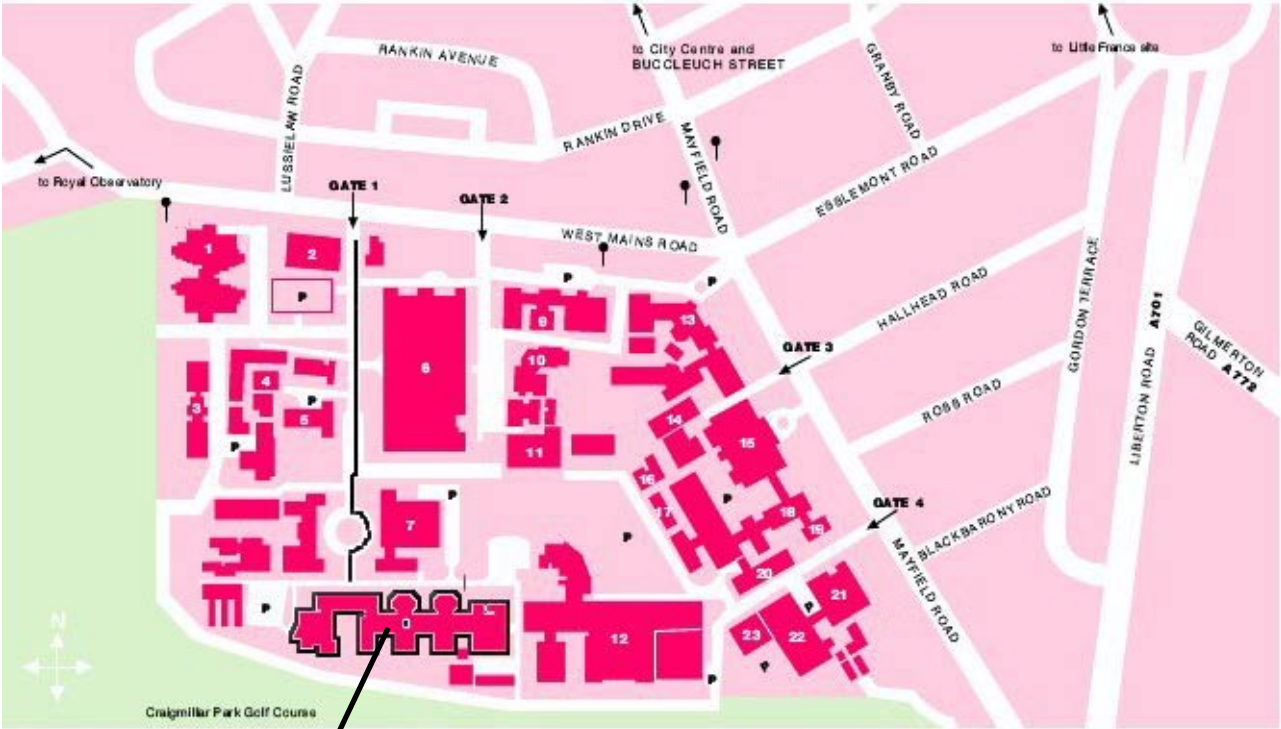 RANKIN AVENUE
to City Centre and
BUCCLEUCH STREET
to Little France site
GRANBY ROAD
LUSSIELAW ROAD
RANKIN DRIVE
MAYFIELD ROAD
to Royal Observatory
GATE 1
GATE 2
ESSLEMONT ROAD
WEST MAINS ROAD
1
2
P
P
P
HALLHEAD ROAD
GORDON TERRACE
LIBERTON ROAD A701
GILMERTON
ROAD A772
9
13
GATE 3
10
6
3
4
P
5
P
ROSS ROAD
14
15
11
16
17
P
7
P
P
18
19
GATE 4
BLACKBARONY ROAD
MAYFIELD ROAD
20
21
P
P
12
23
22
P
P
N
Craigmillar Park Golf Course